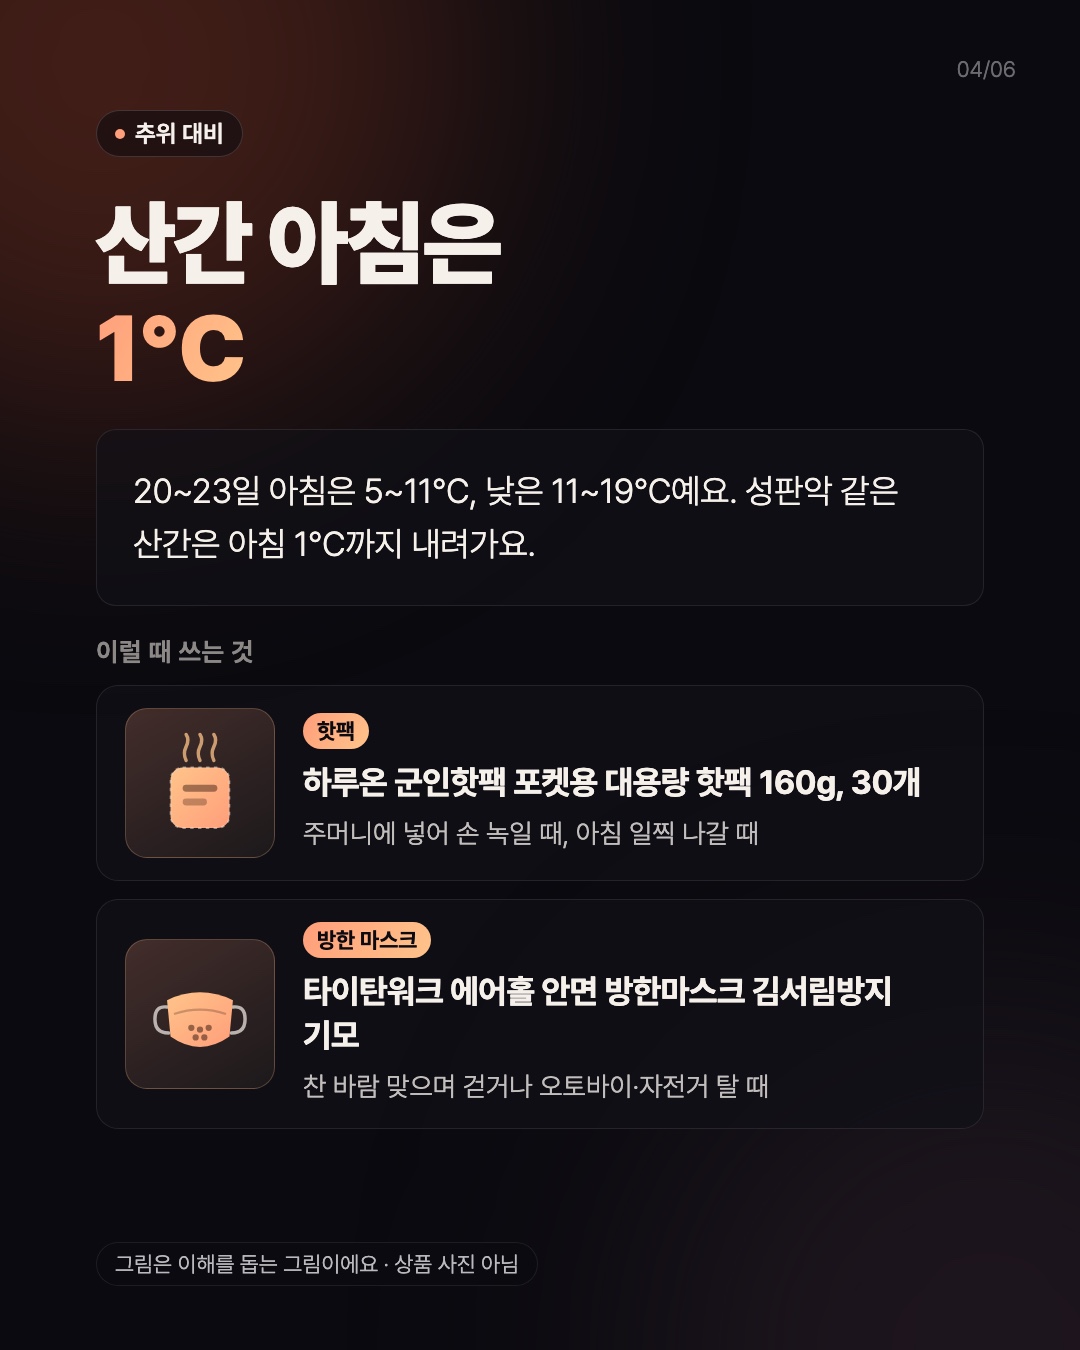 04/06
추위 대비
산간 아침은
1°C
20~23일 아침은 5~11°C, 낮은 11~19°C예요. 성판악 같은
산간은 아침 1°C까지 내려가요.
이럴 때 쓰는 것
핫팩
하루온 군인핫팩 포켓용 대용량 핫팩 160g, 30개
주머니에 넣어 손 녹일 때, 아침 일찍 나갈 때
방한 마스크
타이탄워크 에어홀 안면 방한마스크 김서림방지
기모
찬 바람 맞으며 걷거나 오토바이·자전거 탈 때
그림은 이해를 돕는 그림이에요 · 상품 사진 아님